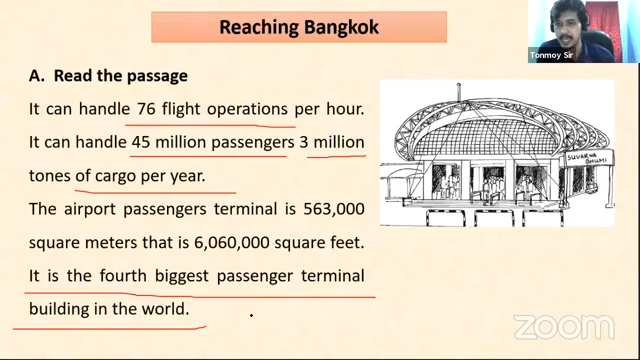 Reaching Bangkok
Tonmoy Sir
A. Read the passage
It can handle 76 flight operations per hour.
It can handle 45 million passengers 3 million
tones of cargo per year.
The airport passengers terminal is 563,000
square meters that is 6,060,000 square feet.
It is the fourth biggest passenger terminal
building in the world.
SUVARNA
BHUMI
zoom